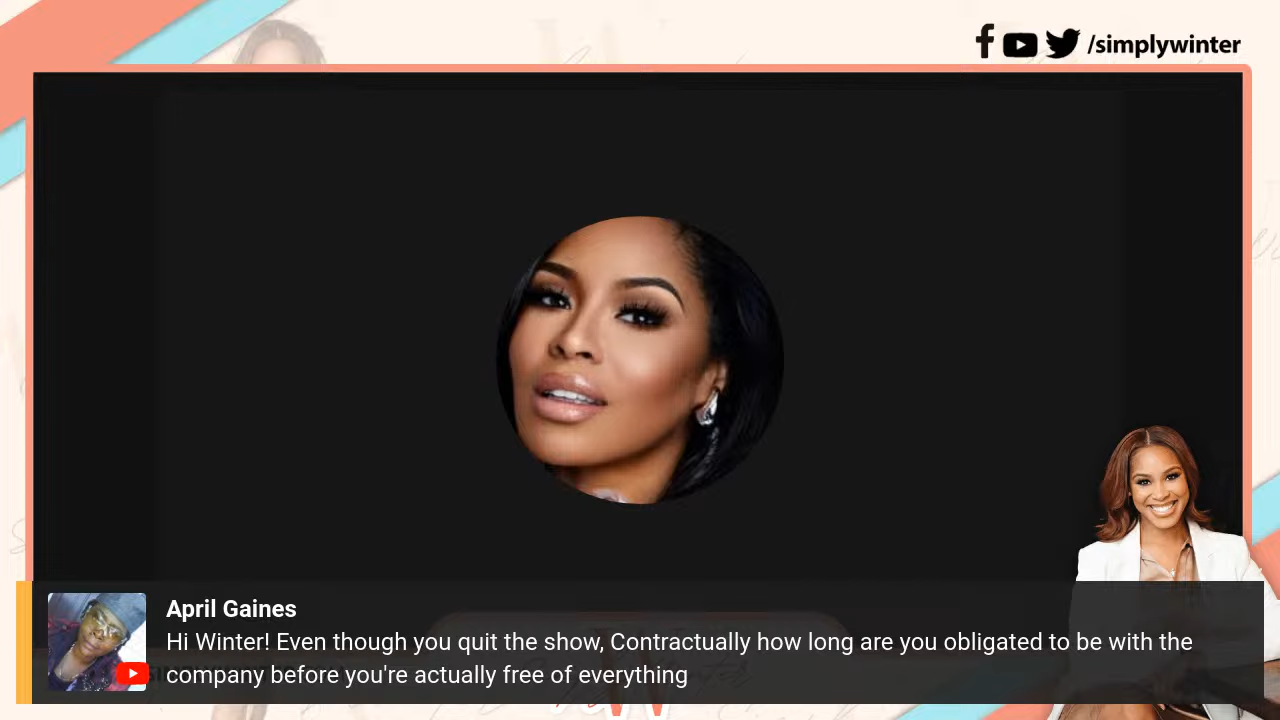 /simplywinter
April Gaines
Hi Winter! Even though you quit the show, Contractually how long are you obligated to be with the
company before you're actually free of everything